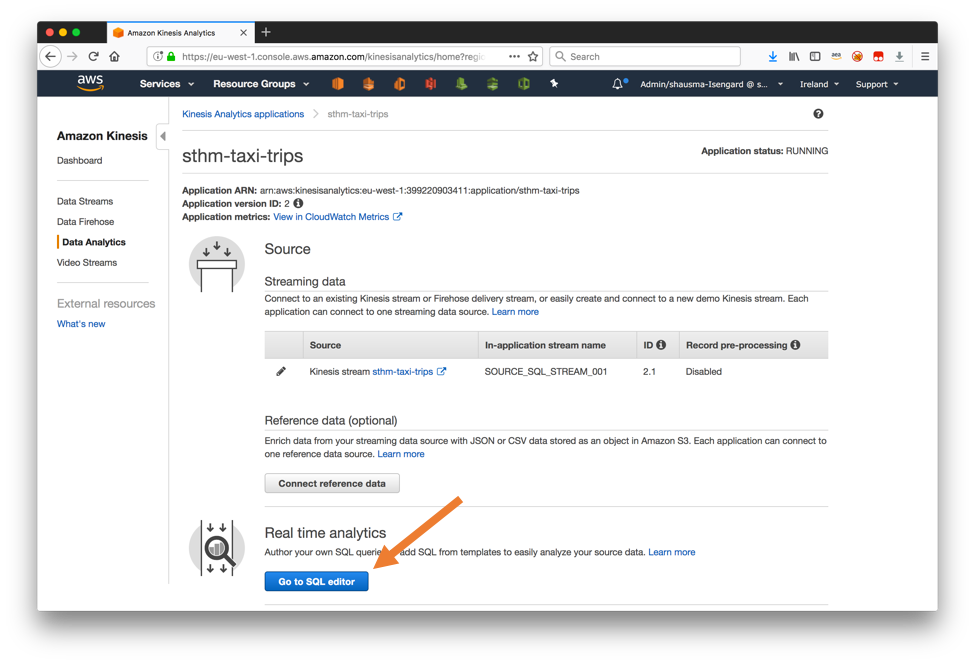 Amazon Kinesis Analytics
https://eu-west-1.console.aws.amazon.com/kinesisanalytics/home?regio
Search
aws
Services
Resource Groups
Admin/shausma-Isengard @ s...
Ireland
Support
Amazon Kinesis
Dashboard
Data Streams
Data Firehose
Data Analytics
Video Streams
External resources
What's new
Kinesis Analytics applications
sthm-taxi-trips
sthm-taxi-trips
Application status: RUNNING
Application ARN: arn:aws:kinesisanalytics:eu-west-1:399220903411:application/sthm-taxi-trips
Application version ID: 2
Application metrics: View in CloudWatch Metrics
Source
Streaming data
Connect to an existing Kinesis stream or Firehose delivery stream, or easily create and connect to a new demo Kinesis stream. Each
application can connect to one streaming data source. Learn more
Source In-application stream name ID Record pre-processing
Kinesis stream sthm-taxi-trips SOURCE_SQL_STREAM_001 2.1 Disabled
Reference data (optional)
Enrich data from your streaming data source with JSON or CSV data stored as an object in Amazon S3. Each application can connect to
one reference data source. Learn more
Connect reference data
Real time analytics
Author your own SQL queries add SQL from templates to easily analyze your source data. Learn more
Go to SQL editor